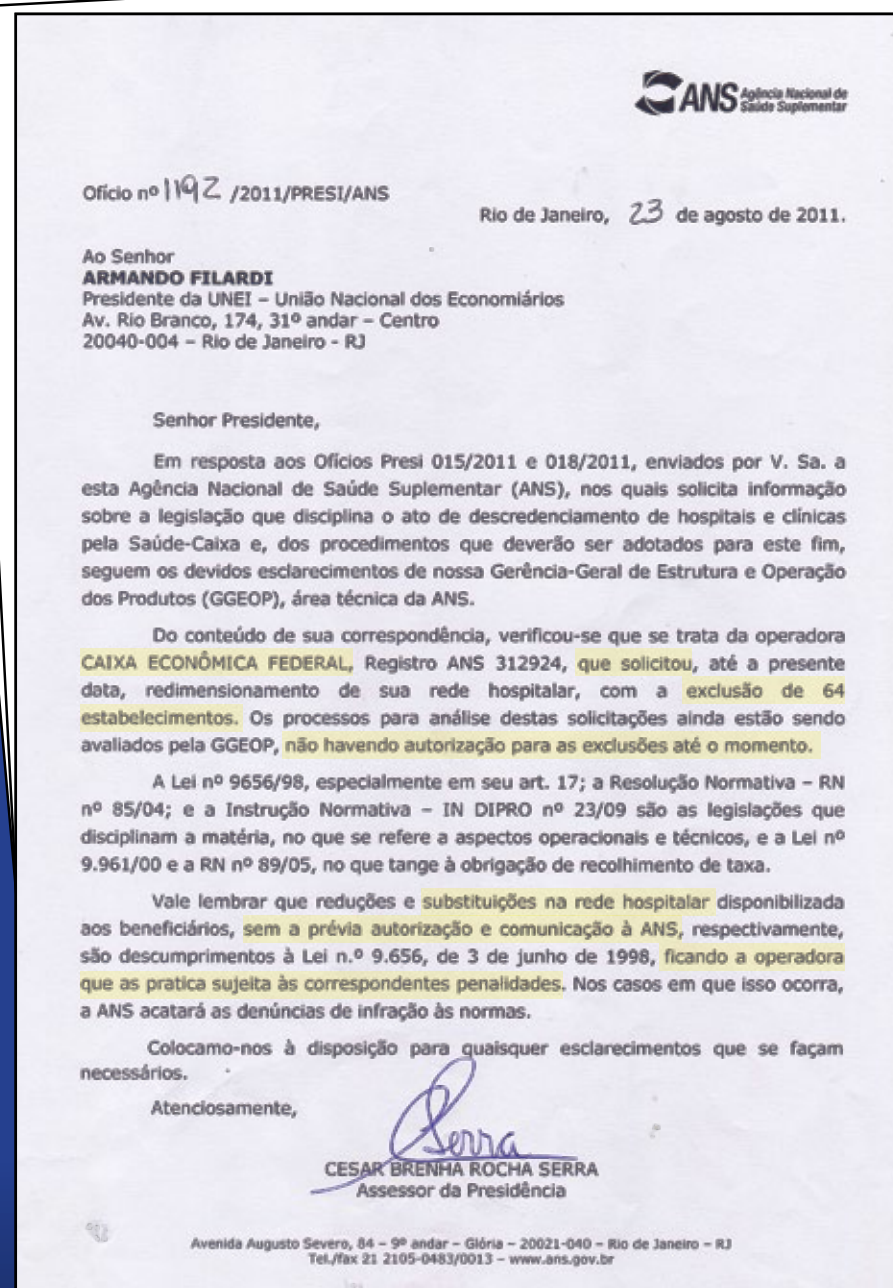 ANS Agência Nacional de
Saúde Suplementar
Ofício nº 1192 /2011/PRESI/ANS
Rio de Janeiro, 23 de agosto de 2011.
Ao Senhor
ARMANDO FILARDI
Presidente da UNEI – União Nacional dos Economiários
Av. Rio Branco, 174, 31º andar – Centro
20040-004 – Rio de Janeiro - RJ
Senhor Presidente,
Em resposta aos Ofícios Presi 015/2011 e 018/2011, enviados por V. Sa. a
esta Agência Nacional de Saúde Suplementar (ANS), nos quais solicita informação
sobre a legislação que disciplina o ato de descredenciamento de hospitais e clínicas
pela Saúde-Caixa e, dos procedimentos que deverão ser adotados para este fim,
seguem os devidos esclarecimentos de nossa Gerência-Geral de Estrutura e Operação
dos Produtos (GGEOP), área técnica da ANS.
Do conteúdo de sua correspondência, verificou-se que se trata da operadora
CAIXA ECONÔMICA FEDERAL, Registro ANS 312924, que solicitou, até a presente
data, redimensionamento de sua rede hospitalar, com a exclusão de 64
estabelecimentos. Os processos para análise destas solicitações ainda estão sendo
avaliados pela GGEOP, não havendo autorização para as exclusões até o momento.
A Lei nº 9656/98, especialmente em seu art. 17; a Resolução Normativa – RN
nº 85/04; e a Instrução Normativa – IN DIPRO nº 23/09 são as legislações que
disciplinam a matéria, no que se refere a aspectos operacionais e técnicos, e a Lei nº
9.961/00 e a RN nº 89/05, no que tange à obrigação de recolhimento de taxa.
Vale lembrar que reduções e substituições na rede hospitalar disponibilizada
aos beneficiários, sem a prévia autorização e comunicação à ANS, respectivamente,
são descumprimentos à Lei n.º 9.656, de 3 de junho de 1998, ficando a operadora
que as pratica sujeita às correspondentes penalidades. Nos casos em que isso ocorra,
a ANS acatará as denúncias de infração às normas.
Colocamo-nos à disposição para quaisquer esclarecimentos que se façam
necessários.
Atenciosamente,
Serra
CESAR BRENHA ROCHA SERRA
Assessor da Presidência
Avenida Augusto Severo, 84 – 9º andar – Glória – 20021-040 – Rio de Janeiro – RJ
Tel./fax 21 2105-0483/0013 – www.ans.gov.br